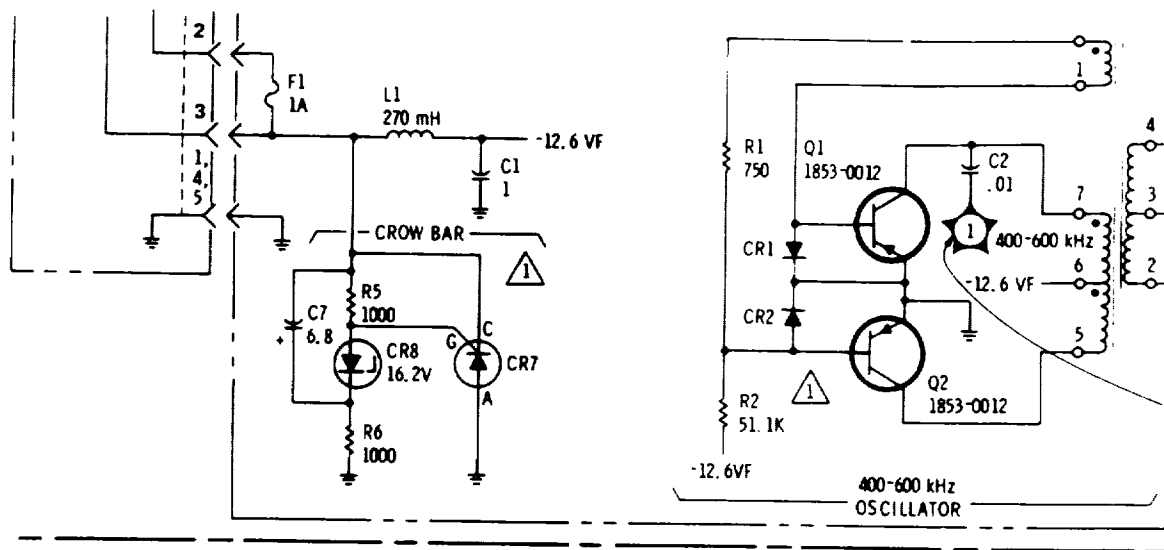 2
F1
1A
3
L1
270 mH
-12.6 VF
1,
4,
5
C1
1
CROW BAR
1
C7
6.8
+
R5
1000
G
C
CR8
16.2V
CR7
A
R6
1000
1
R1
750
Q1
1853-0012
C2
.01
4
7
3
1
400-600 kHz
CR1
6
-12.6 VF
2
CR2
5
1
Q2
1853-0012
R2
51.1K
-12.6VF
400-600 kHz
OSCILLATOR